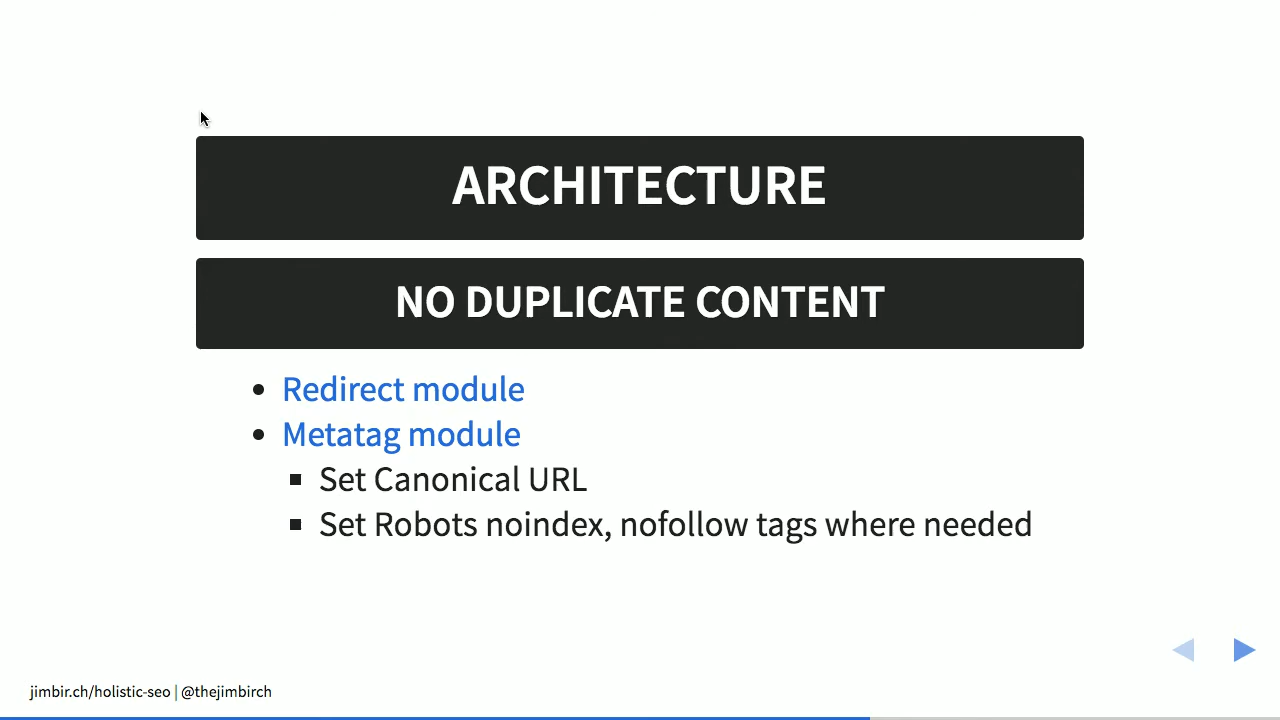 ARCHITECTURE
NO DUPLICATE CONTENT
Redirect module
Metatag module
Set Canonical URL
Set Robots noindex, nofollow tags where needed
jimbir.ch/holistic-seo | @thejimbirch